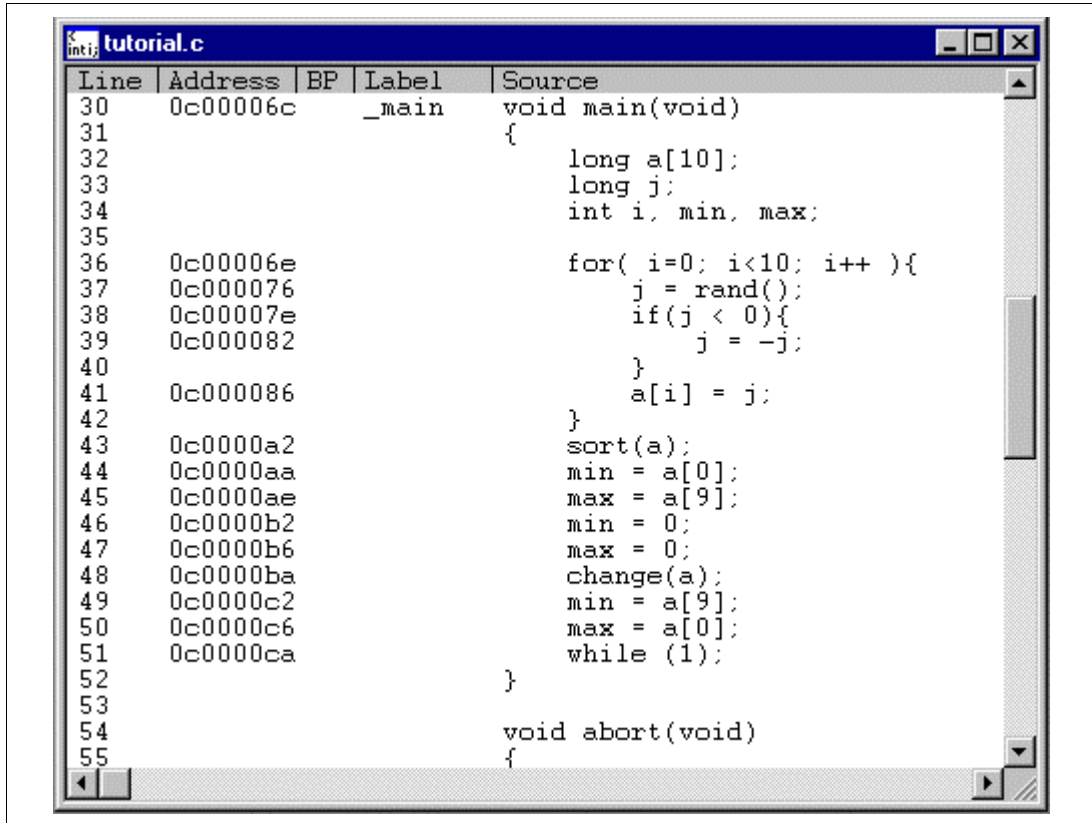 tutorial.c
Line Address BP Label Source
30 0c00006c _main void main(void)
31 {
32 long a[10];
33 long j;
34 int i, min, max;
35
36 0c00006e for( i=0; i<10; i++ ){
37 0c000076 j = rand();
38 0c00007e if(j < 0){
39 0c000082 j = -j;
40 }
41 0c000086 a[i] = j;
42 }
43 0c0000a2 sort(a);
44 0c0000aa min = a[0];
45 0c0000ae max = a[9];
46 0c0000b2 min = 0;
47 0c0000b6 max = 0;
48 0c0000ba change(a);
49 0c0000c2 min = a[9];
50 0c0000c6 max = a[0];
51 0c0000ca while (1);
52 }
53
54 void abort(void)
55 {